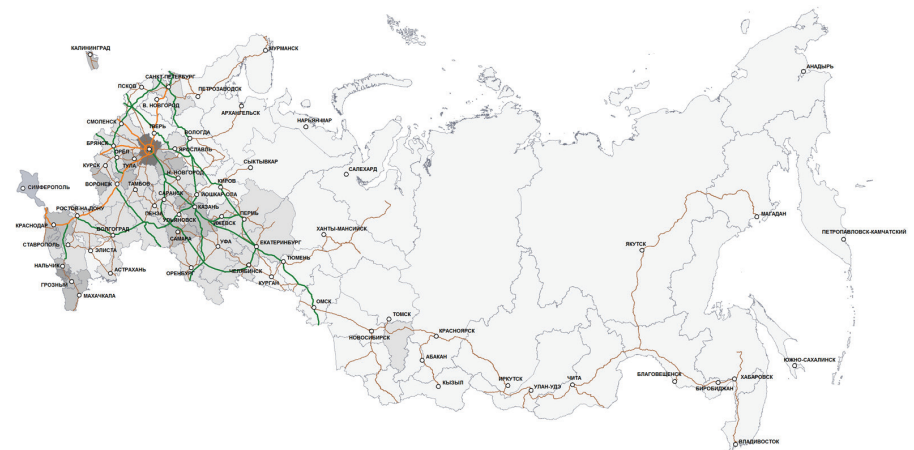 КАЛИНИНГРАД
МУРМАНСК
АНАДЫРЬ
САНКТ-ПЕТЕРБУРГ
ПСКОВ
ПЕТРОЗАВОДСК
В. НОВГОРОД
АРХАНГЕЛЬСК
СМОЛЕНСК
НАРЬЯН-МАР
ТВЕРЬ
ВОЛОГДА
БРЯНСК
ОРЁЛ
ЯРОСЛАВЛЬ
КУРСК
ТУЛА
СЫКТЫВКАР
Н. НОВГОРОД
САЛЕХАРД
СИМФЕРОПОЛЬ
ВОРОНЕЖ
ТАМБОВ
КИРОВ
САРАНСК
ЙОШКАР-ОЛА
РОСТОВ-НА-ДОНУ
ПЕНЗА
КАЗАНЬ
УЛЬЯНОВСК
ПЕРМЬ
ИЖЕВСК
МАГАДАН
КРАСНОДАР
ВОЛГОГРАД
САМАРА
ХАНТЫ-МАНСИЙСК
ПЕТРОПАВЛОВСК-КАМЧАТСКИЙ
СТАВРОПОЛЬ
ЭЛИСТА
УФА
ЕКАТЕРИНБУРГ
ЯКУТСК
ТЮМЕНЬ
НАЛЬЧИК
АСТРАХАНЬ
ОРЕНБУРГ
ЧЕЛЯБИНСК
КУРГАН
ГРОЗНЫЙ
МАХАЧКАЛА
ОМСК
ТОМСК
НОВОСИБИРСК
КРАСНОЯРСК
АБАКАН
ЮЖНО-САХАЛИНСК
КЫЗЫЛ
ИРКУТСК
УЛАН-УДЭ
ЧИТА
БЛАГОВЕЩЕНСК
БИРОБИДЖАН
ХАБАРОВСК
ВЛАДИВОСТОК